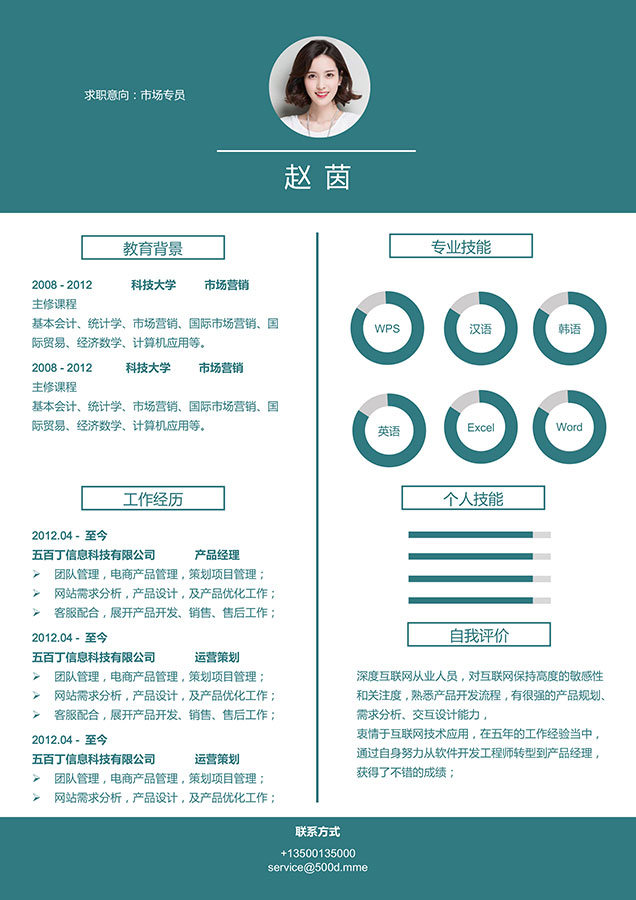 求职意向：市场专员
赵 茵
教育背景
2008 - 2012 科技大学 市场营销
主修课程
基本会计、统计学、市场营销、国际市场营销、国
际贸易、经济数学、计算机应用等。
2008 - 2012 科技大学 市场营销
主修课程
基本会计、统计学、市场营销、国际市场营销、国
际贸易、经济数学、计算机应用等。
工作经历
2012.04 - 至今
五百丁信息科技有限公司 产品经理
➢ 团队管理，电商产品管理，策划项目管理；
➢ 网站需求分析，产品设计，及产品优化工作；
➢ 客服配合，展开产品开发、销售、售后工作；
2012.04 - 至今
五百丁信息科技有限公司 运营策划
➢ 团队管理，电商产品管理，策划项目管理；
➢ 网站需求分析，产品设计，及产品优化工作；
➢ 客服配合，展开产品开发、销售、售后工作；
2012.04 - 至今
五百丁信息科技有限公司 运营策划
➢ 团队管理，电商产品管理，策划项目管理；
➢ 网站需求分析，产品设计，及产品优化工作；
专业技能
WPS 汉语 韩语
英语 Excel Word
个人技能
自我评价
深度互联网从业人员，对互联网保持高度的敏感性
和关注度，熟悉产品开发流程，有很强的产品规划、
需求分析、交互设计能力，
衷情于互联网技术应用，在五年的工作经验当中，
通过自身努力从软件开发工程师转型到产品经理，
获得了不错的成绩；
联系方式
+13500135000
service@500d.mme